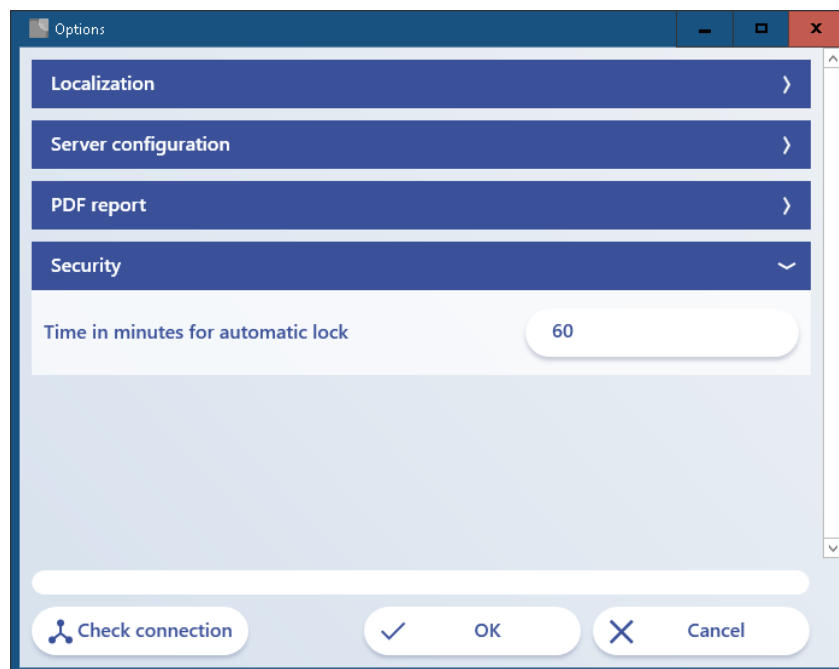 Options
Localization
Server configuration
PDF report
Security
Time in minutes for automatic lock 60
Check connection OK Cancel